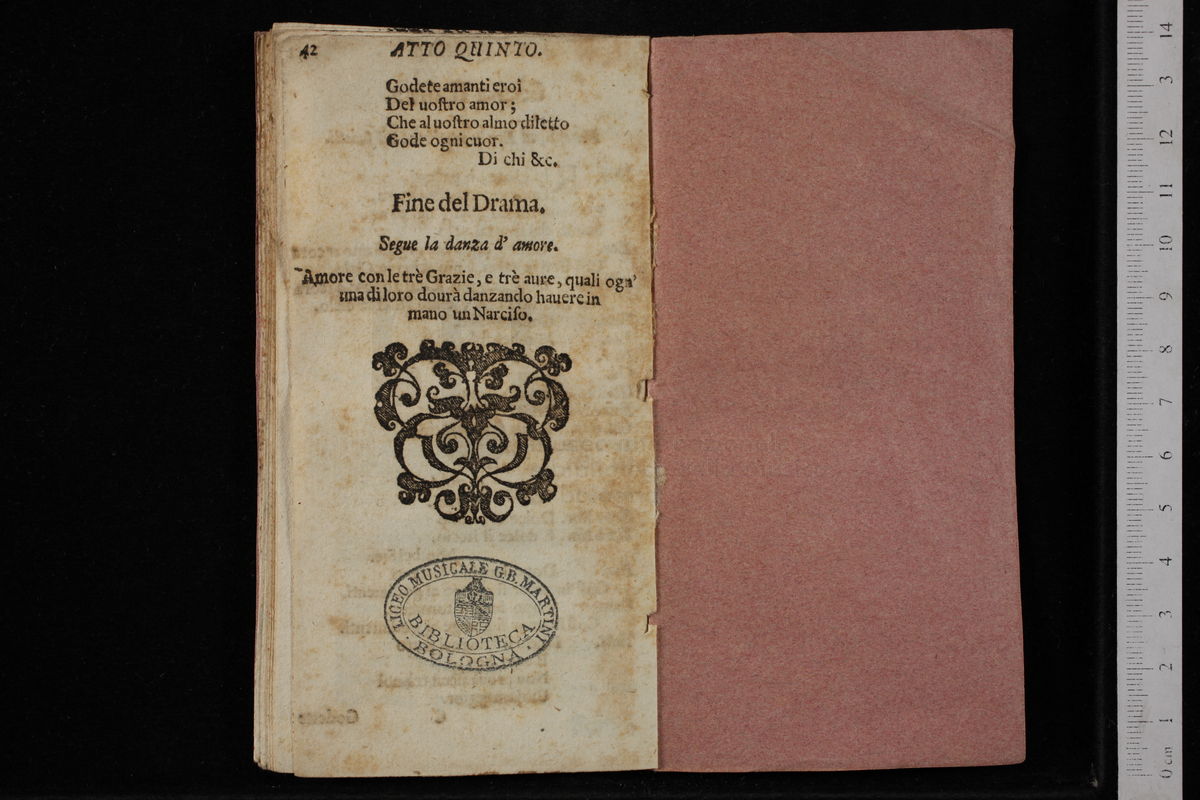 42 ATTO QUINTO.
Godete amanti eroi
Del uoſtro amor;
Che al uoſtro almo diletto
Gode ogni cuor.
Di chi &c.
Fine del Drama.
Segue la danza d' amore.
Amore con le trè Grazie, e trè aure, quali ogn'
una di loro dourà danzando hauere in
mano un Narciſo.
LICEO MUSICALE G.B. MARTINI
BIBLIOTECA
· BOLOGNA ·
14
3
12
11
10
9
8
7
6
5
4
3
2
1
0 cm